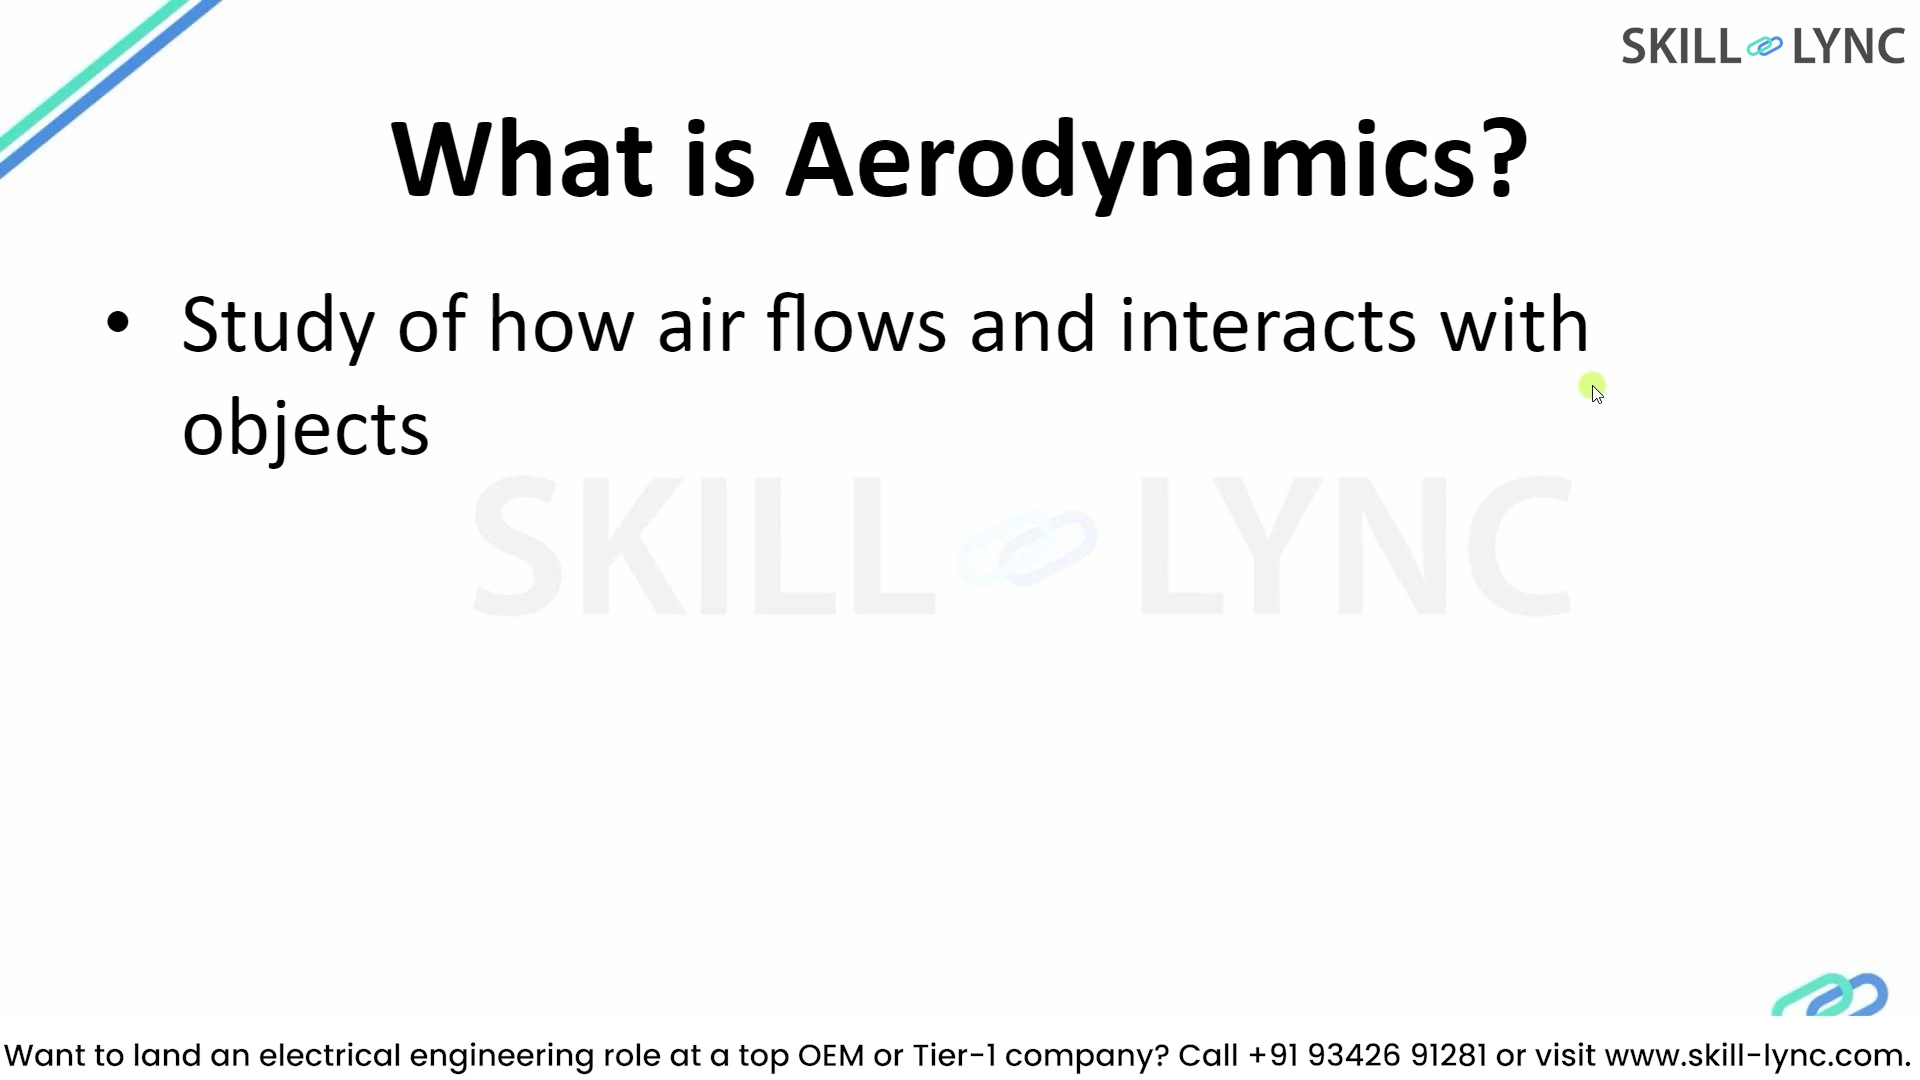 SKILL LYNC
What is Aerodynamics?
• Study of how air flows and interacts with
objects
SKILL LYNC
Want to land an electrical engineering role at a top OEM or Tier-1 company? Call +91 93426 91281 or visit www.skill-lync.com.